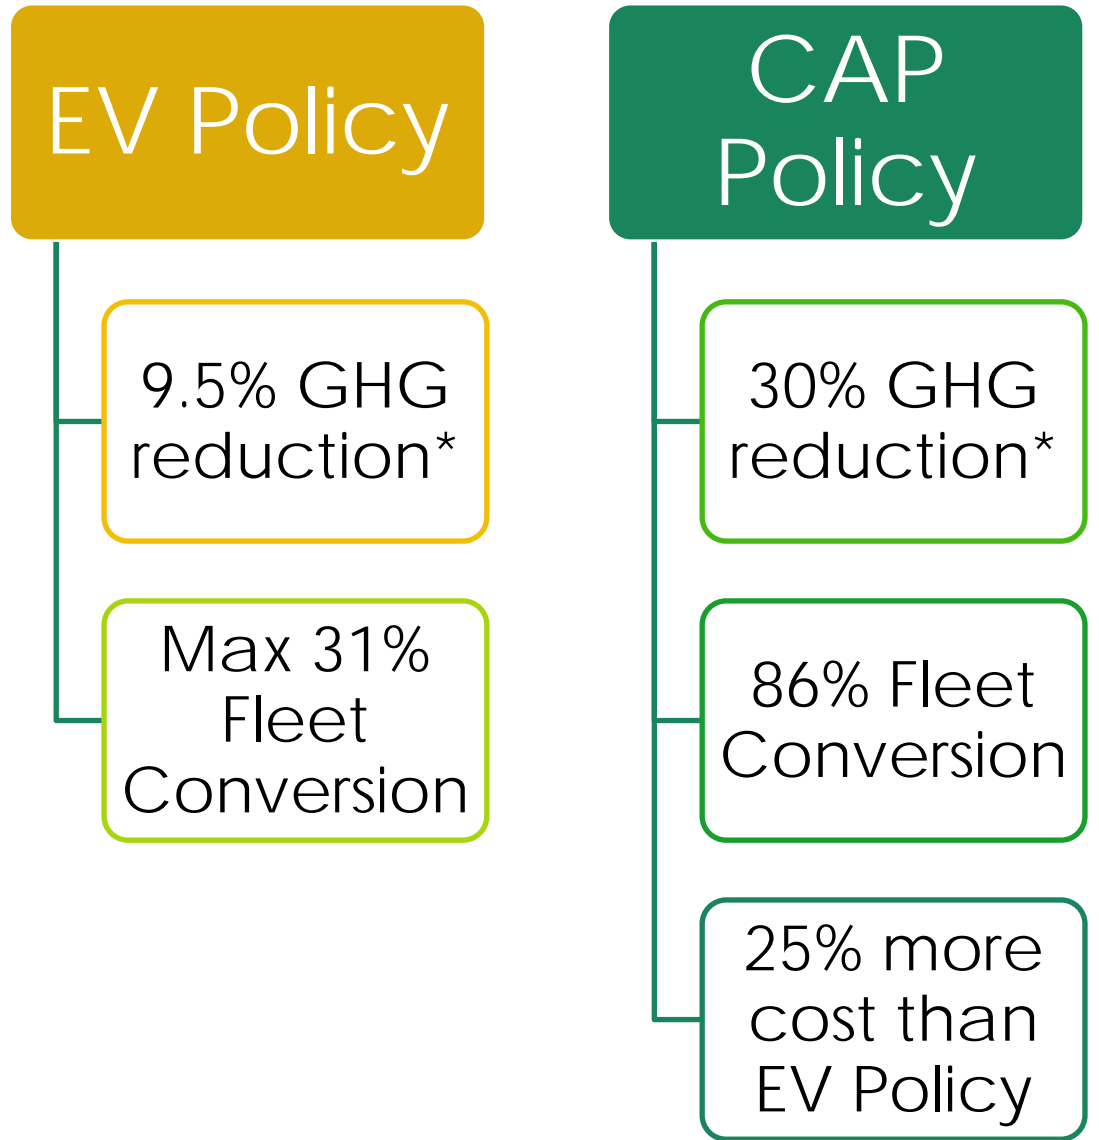 EV Policy
9.5% GHG
reduction*
Max 31%
Fleet
Conversion
CAP
Policy
30% GHG
reduction*
86% Fleet
Conversion
25% more
cost than
EV Policy